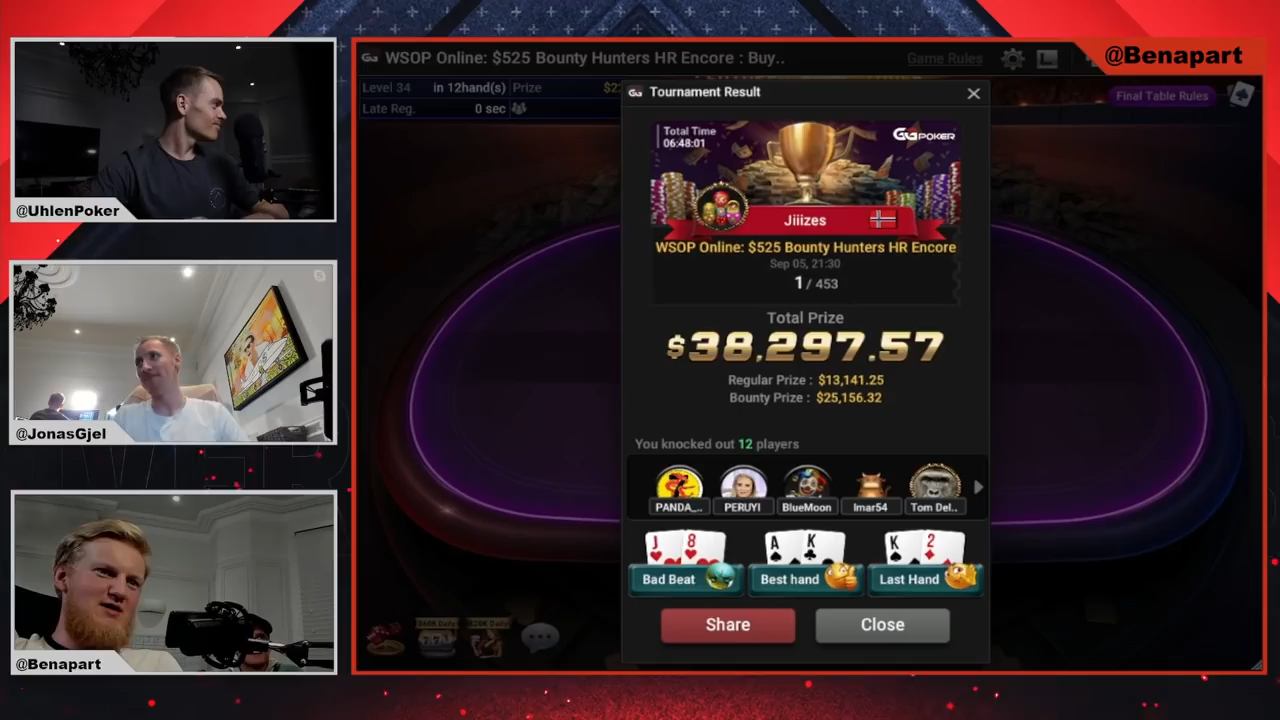 @UhlenPoker
@JonasGjel
@Benapart
@Benapart
WSOP Online: $525 Bounty Hunters HR Encore : Buy..
Game Rules
Level 34
in 12hand(s)
Prize
Late Reg.
0 sec
Final Table Rules
Tournament Result
Total Time
06:48:01
GGPOKER
Jiiizes
WSOP Online: $525 Bounty Hunters HR Encore
Sep 05, 21:30
1 / 453
Total Prize
$38,297.57
Regular Prize : $13,141.25
Bounty Prize : $25,156.32
You knocked out 12 players
PANDA_..
PERUYI
BlueMoon
Imar54
Tom Del..
J 8
A K
K 2
Bad Beat
Best hand
Last Hand
Share
Close